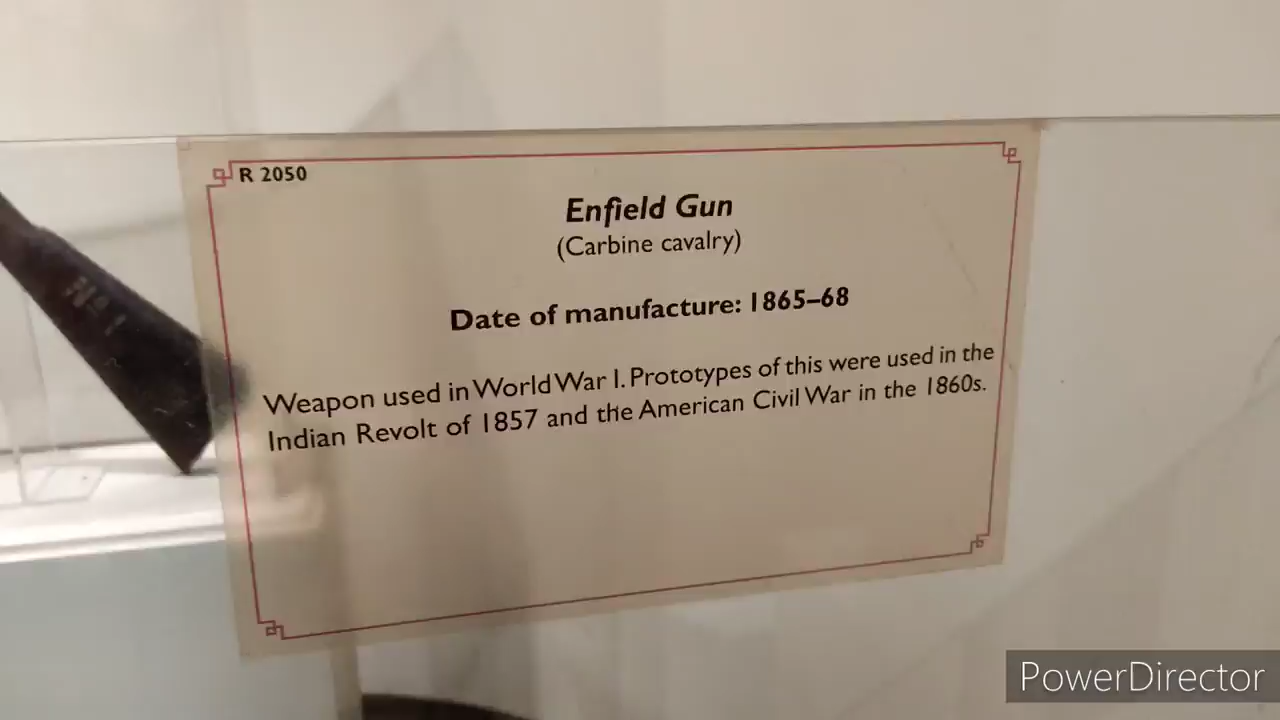 R 2050
Enfield Gun
(Carbine cavalry)
Date of manufacture: 1865–68
Weapon used in World War I. Prototypes of this were used in the
Indian Revolt of 1857 and the American Civil War in the 1860s.
PowerDirector